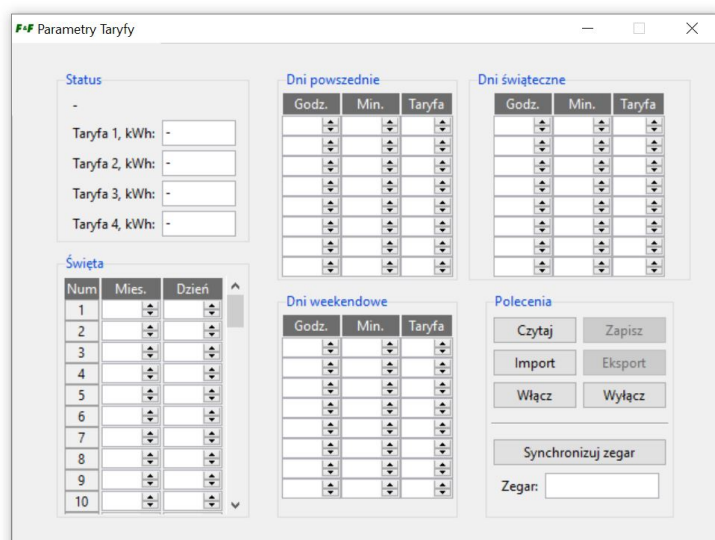 F&F Parametry Taryfy
Status
-
Taryfa 1, kWh: -
Taryfa 2, kWh: -
Taryfa 3, kWh: -
Taryfa 4, kWh: -
Święta
Num Mies. Dzień
1
2
3
4
5
6
7
8
9
10
Dni powszednie
Godz. Min. Taryfa
Dni świąteczne
Godz. Min. Taryfa
Dni weekendowe
Godz. Min. Taryfa
Polecenia
Czytaj Zapisz
Import Eksport
Włącz Wyłącz
Synchronizuj zegar
Zegar: